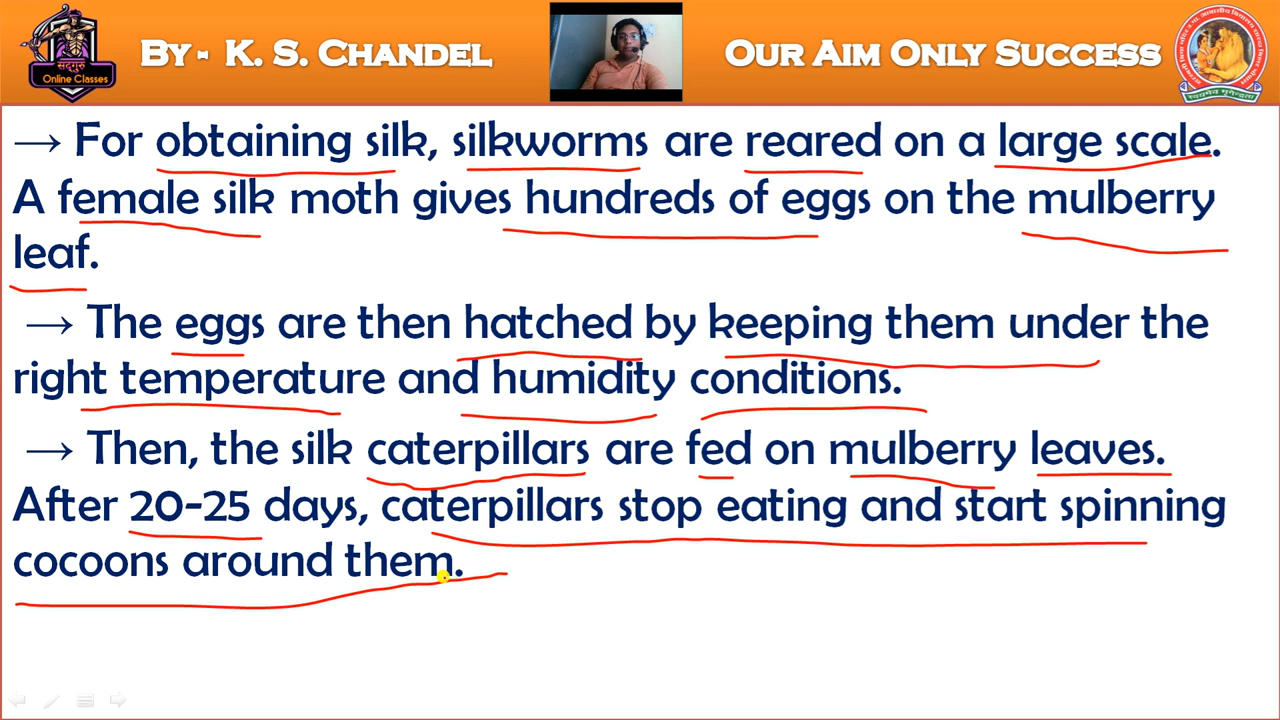 By - K. S. Chandel
Our Aim Only Success
सद्गुरु
Online Classes
स्वयमेव मृगेन्द्रता
→ For obtaining silk, silkworms are reared on a large scale.
A female silk moth gives hundreds of eggs on the mulberry
leaf.
→ The eggs are then hatched by keeping them under the
right temperature and humidity conditions.
→ Then, the silk caterpillars are fed on mulberry leaves.
After 20-25 days, caterpillars stop eating and start spinning
cocoons around them.